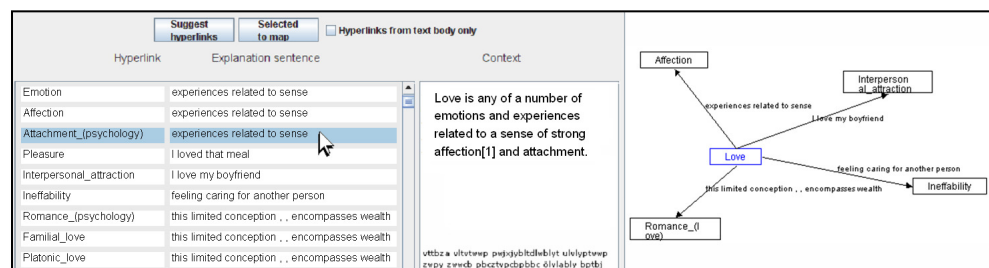 Suggest hyperlinks
Selected to map
Hyperlinks from text body only
Hyperlink Explanation sentence Context
Emotion experiences related to sense
Affection experiences related to sense
Attachment_(psychology) experiences related to sense
Pleasure I loved that meal
Interpersonal_attraction I love my boyfriend
Ineffability feeling caring for another person
Romance_(psychology) this limited conception , , encompasses wealth
Familial_love this limited conception , , encompasses wealth
Platonic_love this limited conception , , encompasses wealth
Love is any of a number of
emotions and experiences
related to a sense of strong
affection[1] and attachment.
Affection
Interperson
al_attraction
experiences related to sense
I love my boyfriend
Love
feeling caring for another person
Ineffability
this limited conception , , encompasses wealth
Romance_(l
ove)